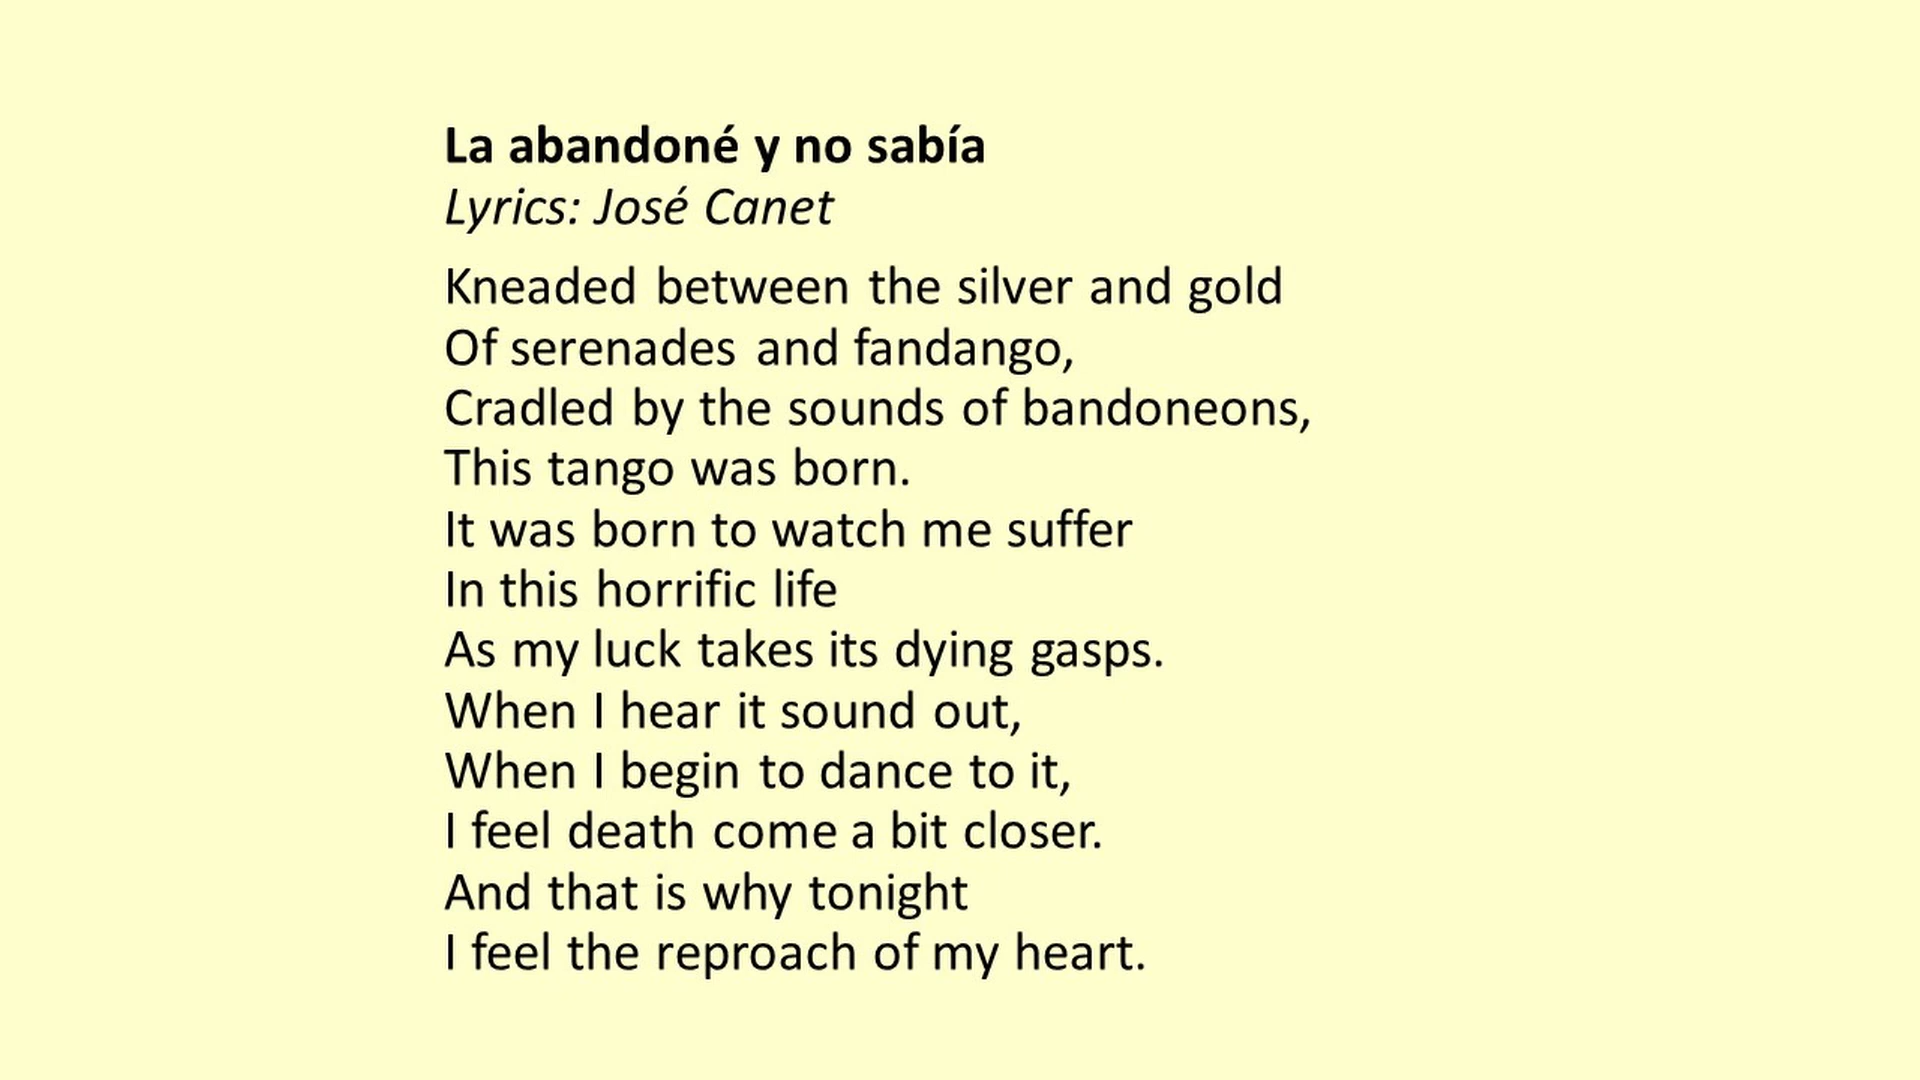 La abandoné y no sabía
Lyrics: José Canet
Kneaded between the silver and gold
Of serenades and fandango,
Cradled by the sounds of bandoneons,
This tango was born.
It was born to watch me suffer
In this horrific life
As my luck takes its dying gasps.
When I hear it sound out,
When I begin to dance to it,
I feel death come a bit closer.
And that is why tonight
I feel the reproach of my heart.